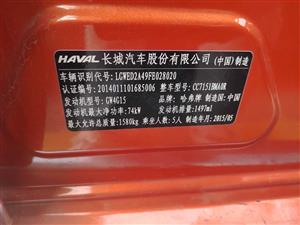 HAVAL 长城汽车股份有限公司 (中国) 制造
车辆识别代号: LGWED2A49FE028020
认证编号: 2014011101685006 整车型号: CC7151BMA0R
发动机型号: GW4G15 品牌: 哈弗牌 制造国: 中国
发动机最大净功率: 74kW 发动机排量: 1497ml
最大允许总质量: 1580kg 乘坐人数: 5人 制造年月: 2015/05